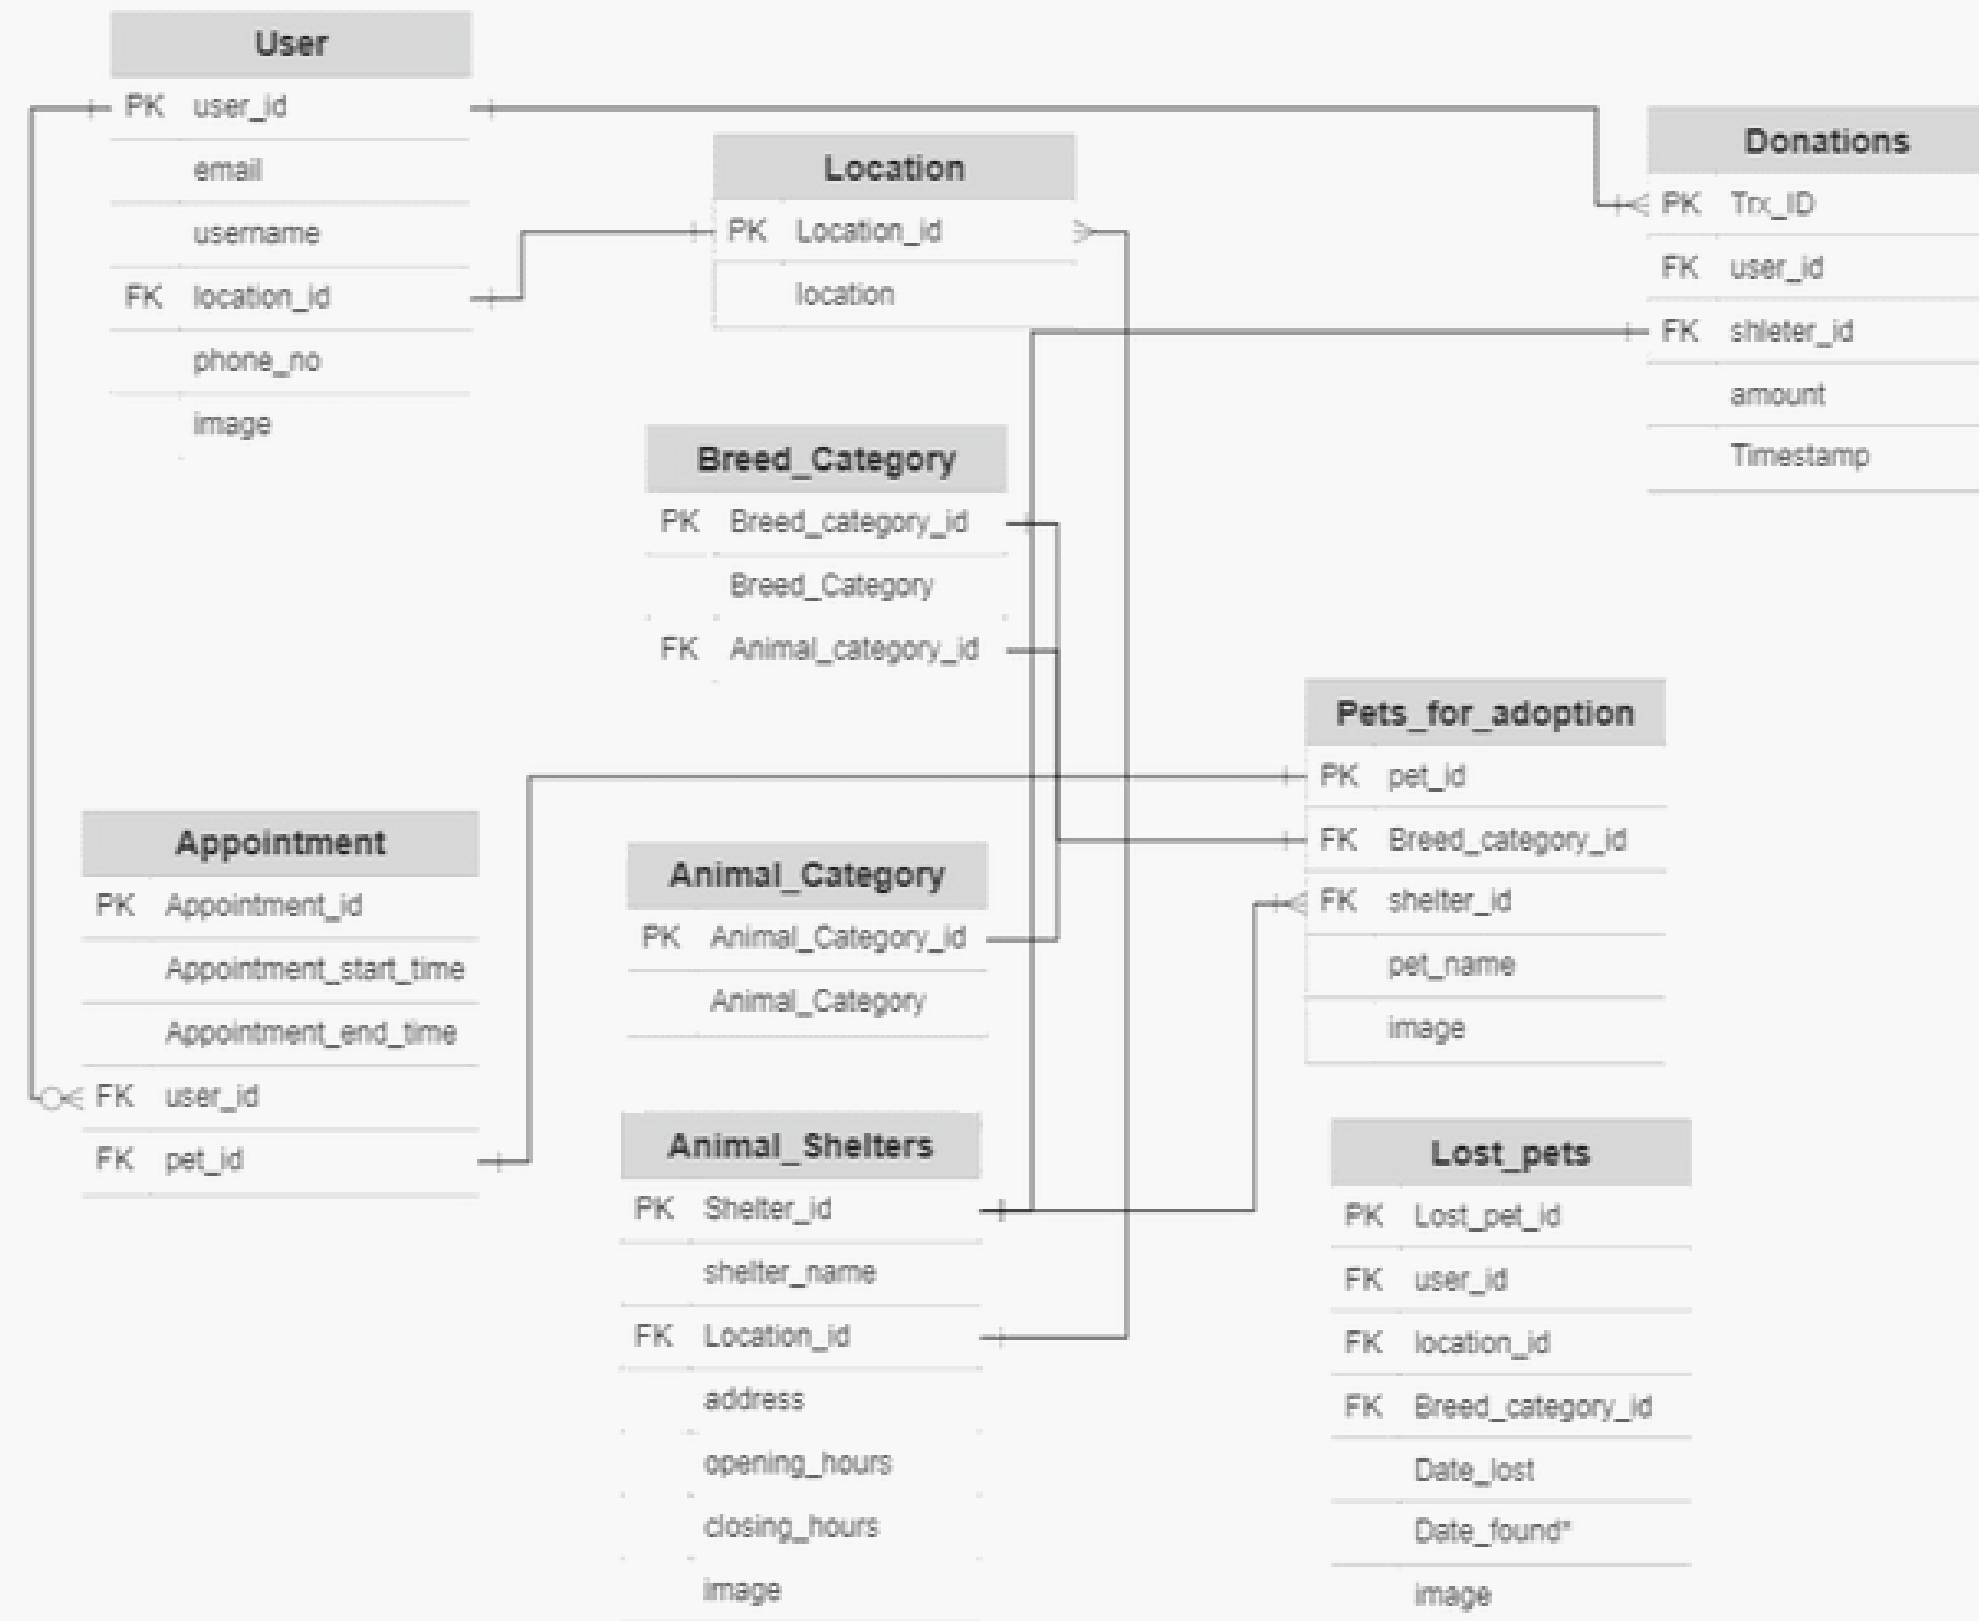 User
PK user_id
email
username
FK location_id
phone_no
image
Location
PK Location_id
location
Donations
PK Trx_ID
FK user_id
FK shleter_id
amount
Timestamp
Breed_Category
PK Breed_category_id
Breed_Category
FK Animal_category_id
Pets_for_adoption
PK pet_id
FK Breed_category_id
FK shelter_id
pet_name
image
Appointment
PK Appointment_id
Appointment_start_time
Appointment_end_time
FK user_id
FK pet_id
Animal_Category
PK Animal_Category_id
Animal_Category
Animal_Shelters
PK Shelter_id
shelter_name
FK Location_id
address
opening_hours
closing_hours
image
Lost_pets
PK Lost_pet_id
FK user_id
FK location_id
FK Breed_category_id
Date_lost
Date_found*
image